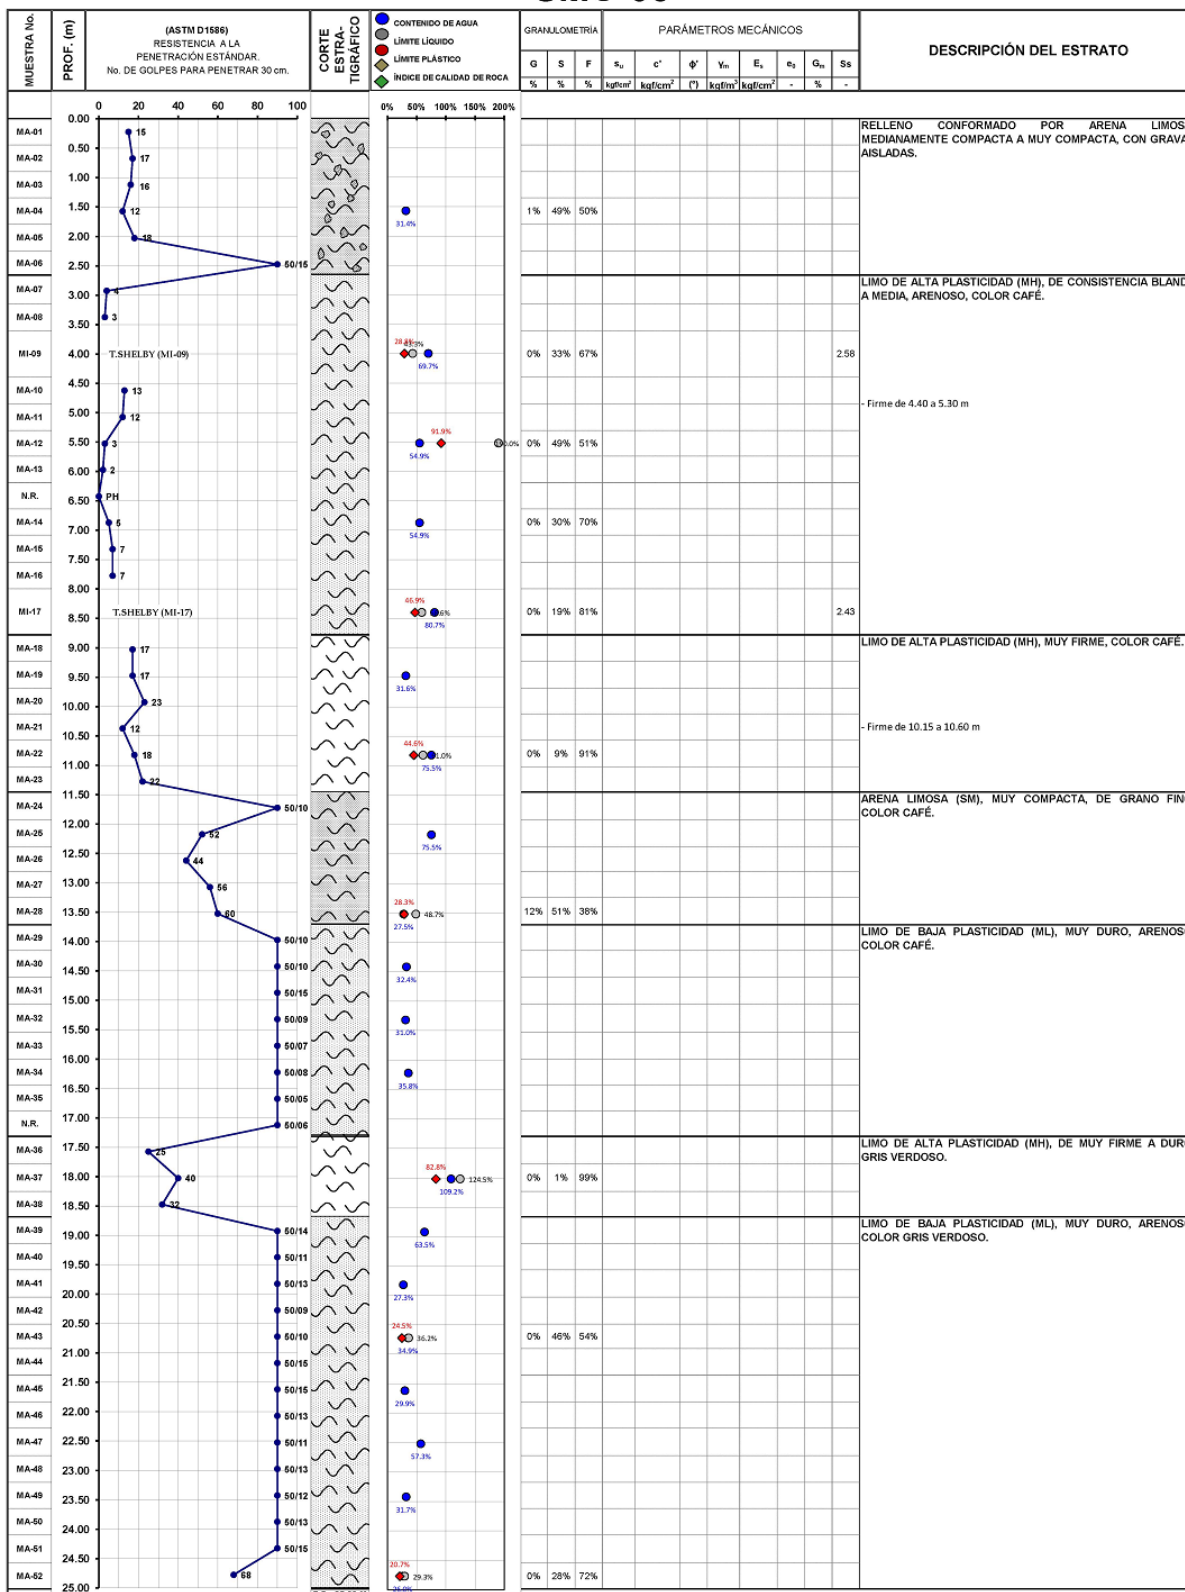 MUESTRA No.
PROF. (m)
(ASTM D1586)
RESISTENCIA A LA
PENETRACIÓN ESTÁNDAR.
No. DE GOLPES PARA PENETRAR 30 cm.
CORTE
ESTRA-
TIGRÁFICO
CONTENIDO DE AGUA
LÍMITE LÍQUIDO
LÍMITE PLÁSTICO
ÍNDICE DE CALIDAD DE ROCA
GRANULOMETRÍA
PARÁMETROS MECÁNICOS
DESCRIPCIÓN DEL ESTRATO
G S F su c' ϕ' γm Es e0 Gm Ss
% % % kgf/cm² kgf/cm² (°) kgf/m³ kgf/cm² - % -
0 20 40 60 80 100
0% 50% 100% 150% 200%
0.00
MA-01 15
RELLENO CONFORMADO POR ARENA LIMOS
MEDIANAMENTE COMPACTA A MUY COMPACTA, CON GRAVA
AISLADAS.
0.50
MA-02 17
1.00
MA-03 16
1.50
MA-04 12 31.4% 1% 49% 50%
2.00
MA-05 18
MA-06 50/15
2.50
LIMO DE ALTA PLASTICIDAD (MH), DE CONSISTENCIA BLAND
A MEDIA, ARENOSO, COLOR CAFÉ.
MA-07 4
3.00
MA-08 3
3.50
MI-09 T.SHELBY (MI-09) 69.7% 0% 33% 67% 2.58
4.00
4.50
MA-10 13
- Firme de 4.40 a 5.30 m
5.00
MA-11 12
MA-12 3 91.9% 54.9% 0% 49% 51%
5.50
MA-13 2
6.00
N.R. PH
6.50
MA-14 5 54.9% 0% 30% 70%
7.00
MA-15 7
7.50
MA-16 7
8.00
MI-17 T.SHELBY (MI-17) 46.9% 80.7% 0% 19% 81% 2.43
8.50
LIMO DE ALTA PLASTICIDAD (MH), MUY FIRME, COLOR CAFÉ.
MA-18 17
9.00
MA-19 17 31.6%
9.50
MA-20 23
10.00
- Firme de 10.15 a 10.60 m
MA-21 12
10.50
MA-22 18 44.6% 75.5% 0% 9% 91%
11.00
MA-23 22
11.50
ARENA LIMOSA (SM), MUY COMPACTA, DE GRANO FIN
COLOR CAFÉ.
MA-24 50/10
12.00
MA-25 52 75.5%
12.50
MA-26 44
13.00
MA-27 56
13.50
MA-28 60 28.3% 48.7% 27.5% 12% 51% 38%
LIMO DE BAJA PLASTICIDAD (ML), MUY DURO, ARENOS
COLOR CAFÉ.
MA-29 50/10
14.00
MA-30 50/10 32.4%
14.50
MA-31 50/15
15.00
MA-32 50/09 31.0%
15.50
MA-33 50/07
16.00
MA-34 50/08 35.8%
16.50
MA-35 50/05
17.00
N.R. 50/06
LIMO DE ALTA PLASTICIDAD (MH), DE MUY FIRME A DUR
GRIS VERDOSO.
17.50
MA-36 25
MA-37 40 82.8% 124.5% 109.2% 0% 1% 99%
18.00
MA-38 32
18.50
LIMO DE BAJA PLASTICIDAD (ML), MUY DURO, ARENOS
COLOR GRIS VERDOSO.
MA-39 50/14 63.5%
19.00
MA-40 50/11
19.50
MA-41 50/13 27.3%
20.00
MA-42 50/09
20.50
MA-43 50/10 24.5% 36.2% 34.9% 0% 46% 54%
21.00
MA-44 50/15
21.50
MA-45 50/15 29.9%
22.00
MA-46 50/13
22.50
MA-47 50/11 57.3%
23.00
MA-48 50/13
23.50
MA-49 50/12 31.7%
MA-50 50/13
24.00
MA-51 50/15
24.50
MA-52 68 20.7% 29.3% 0% 28% 72%
25.00